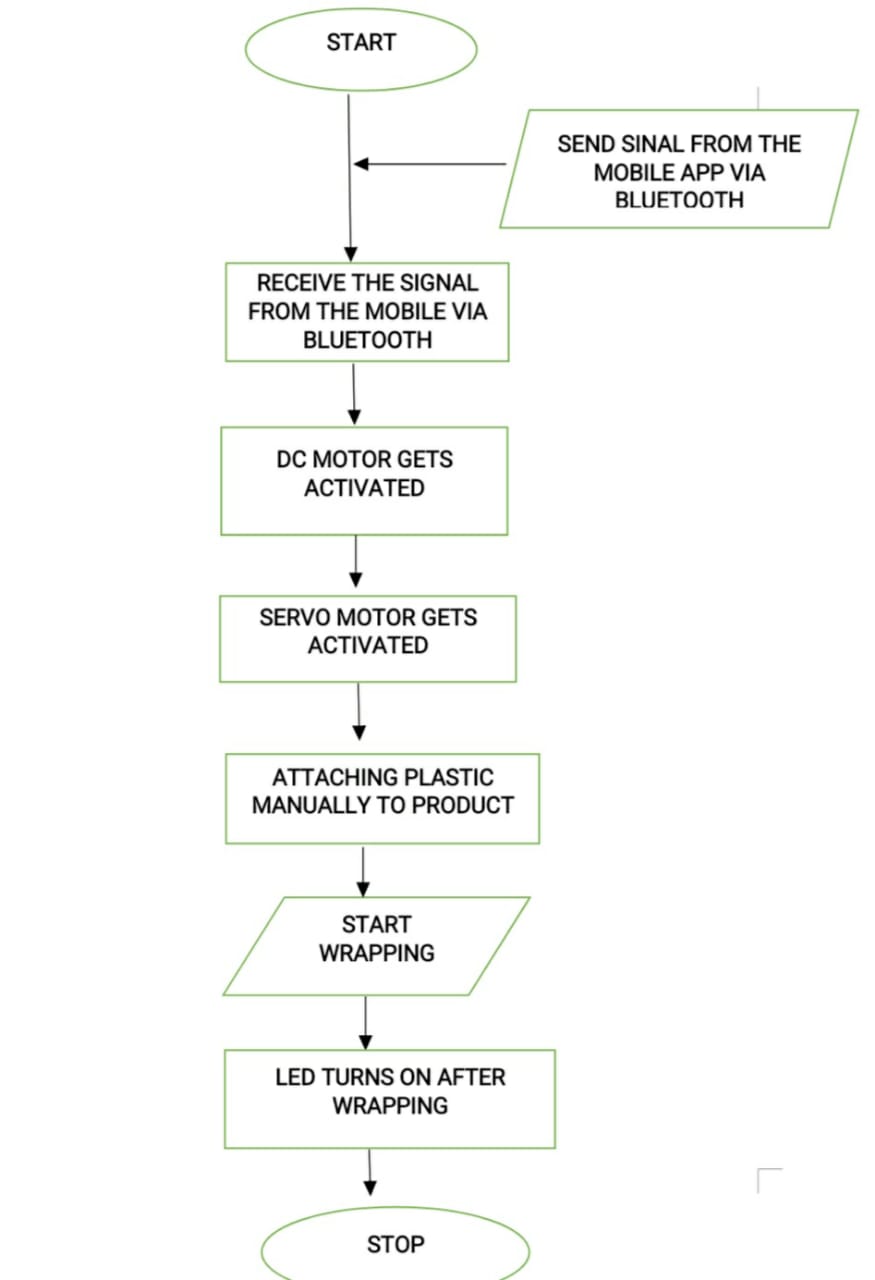 START
SEND SINAL FROM THE
MOBILE APP VIA
BLUETOOTH
RECEIVE THE SIGNAL
FROM THE MOBILE VIA
BLUETOOTH
DC MOTOR GETS
ACTIVATED
SERVO MOTOR GETS
ACTIVATED
ATTACHING PLASTIC
MANUALLY TO PRODUCT
START
WRAPPING
LED TURNS ON AFTER
WRAPPING
STOP